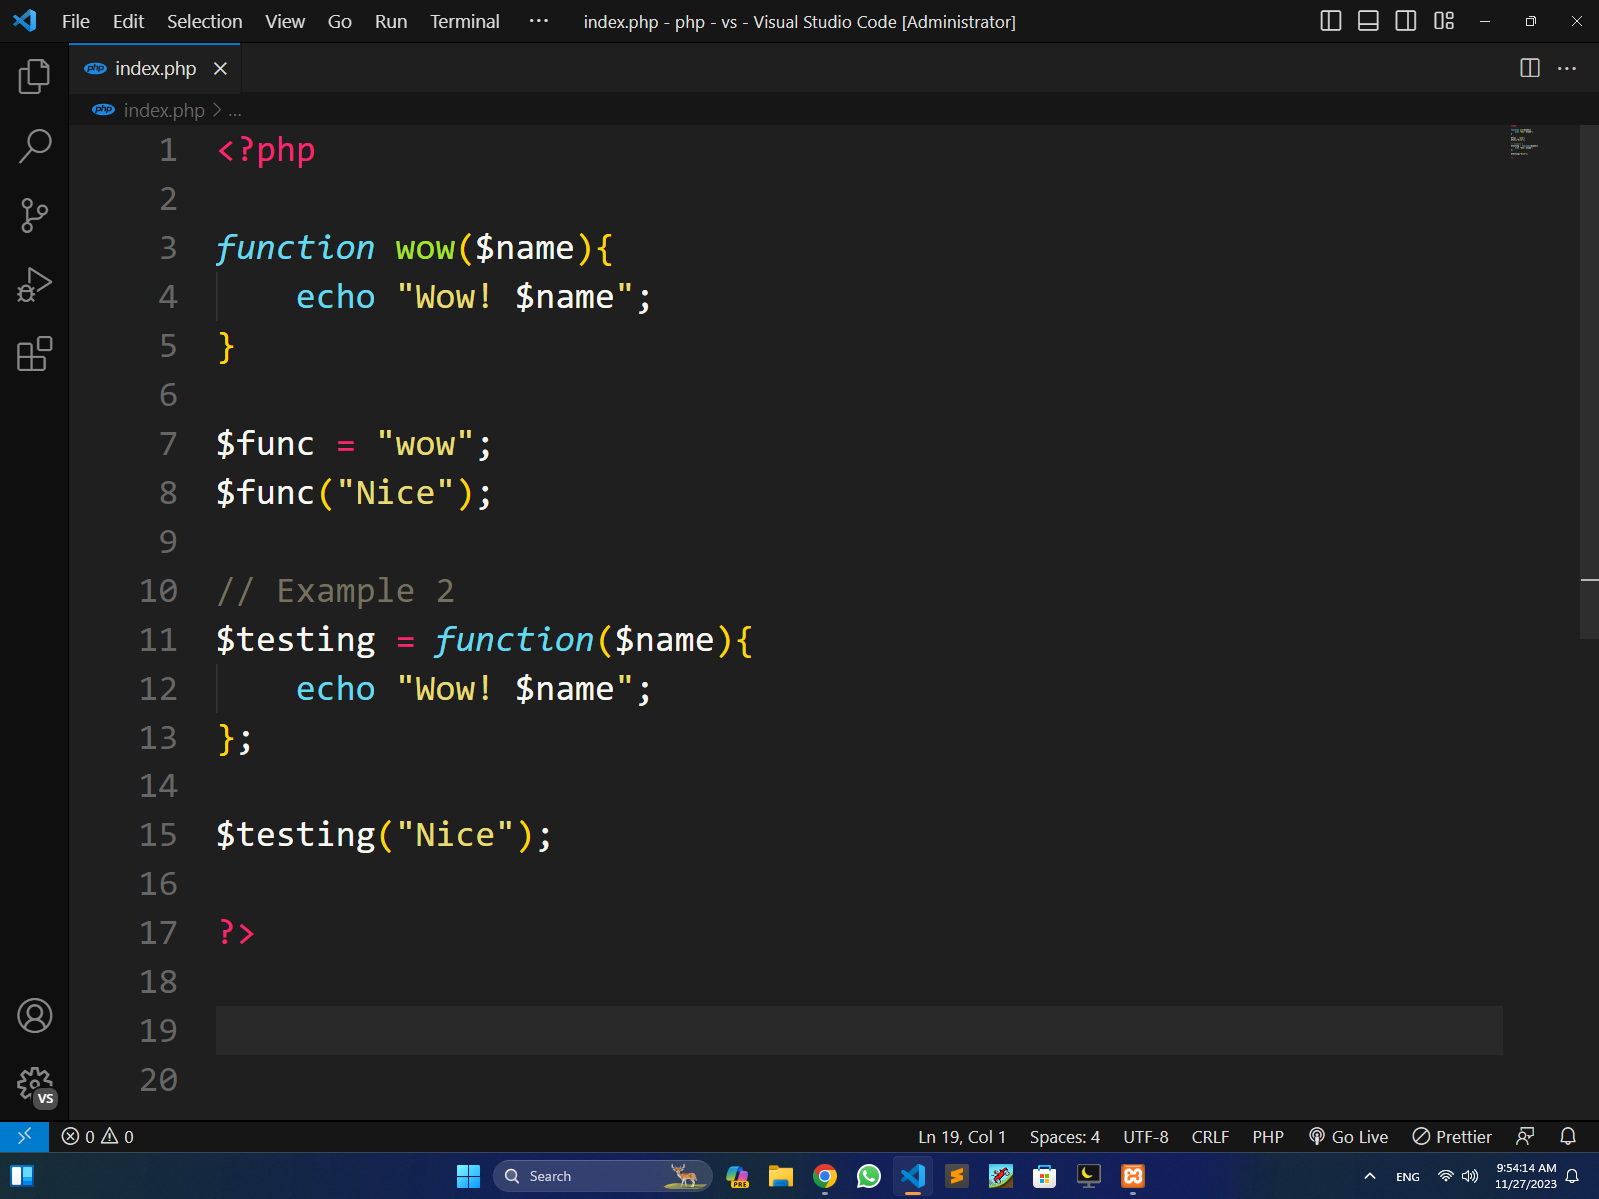 File Edit Selection View Go Run Terminal ··· index.php - php - vs - Visual Studio Code [Administrator]
php index.php
php index.php > ...
1 <?php
2
3 function wow($name){
4 echo "Wow! $name";
5 }
6
7 $func = "wow";
8 $func("Nice");
9
10 // Example 2
11 $testing = function($name){
12 echo "Wow! $name";
13 };
14
15 $testing("Nice");
16
17 ?>
18
19
20
VS
0 0 Ln 19, Col 1 Spaces: 4 UTF-8 CRLF PHP Go Live Prettier
Search PRE ENG 9:54:14 AM
11/27/2023